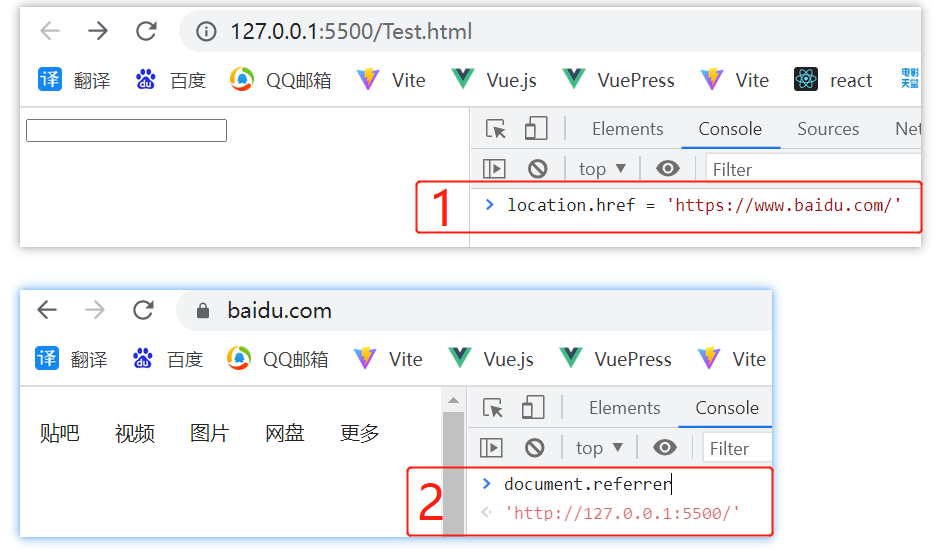 127.0.0.1:5500/Test.html
译 翻译 百度 QQ邮箱 Vite Vue.js VuePress Vite react 电影天堂
Elements Console Sources Net
top ▼ Filter
1 > location.href = 'https://www.baidu.com/'
baidu.com
译 翻译 百度 QQ邮箱 Vite Vue.js VuePress Vite
Elements Console
贴吧 视频 图片 网盘 更多
top ▼ Filter
2 > document.referrer
'http://127.0.0.1:5500/'